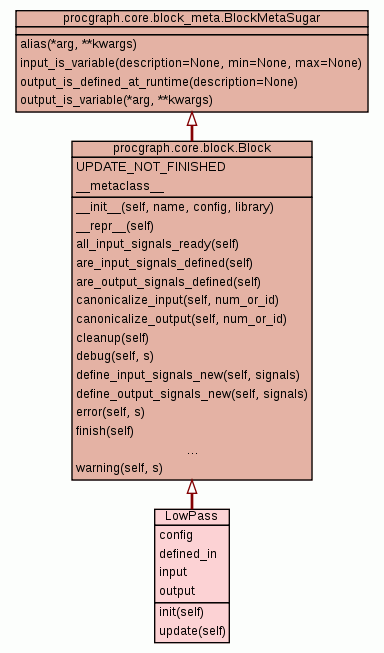 procgraph.core.block_meta.BlockMetaSugar
alias(*arg, **kwargs)
input_is_variable(description=None, min=None, max=None)
output_is_defined_at_runtime(description=None)
output_is_variable(*arg, **kwargs)
procgraph.core.block.Block
UPDATE_NOT_FINISHED
__metaclass__
__init__(self, name, config, library)
__repr__(self)
all_input_signals_ready(self)
are_input_signals_defined(self)
are_output_signals_defined(self)
canonicalize_input(self, num_or_id)
canonicalize_output(self, num_or_id)
cleanup(self)
debug(self, s)
define_input_signals_new(self, signals)
define_output_signals_new(self, signals)
error(self, s)
finish(self)
...
warning(self, s)
LowPass
config
defined_in
input
output
init(self)
update(self)